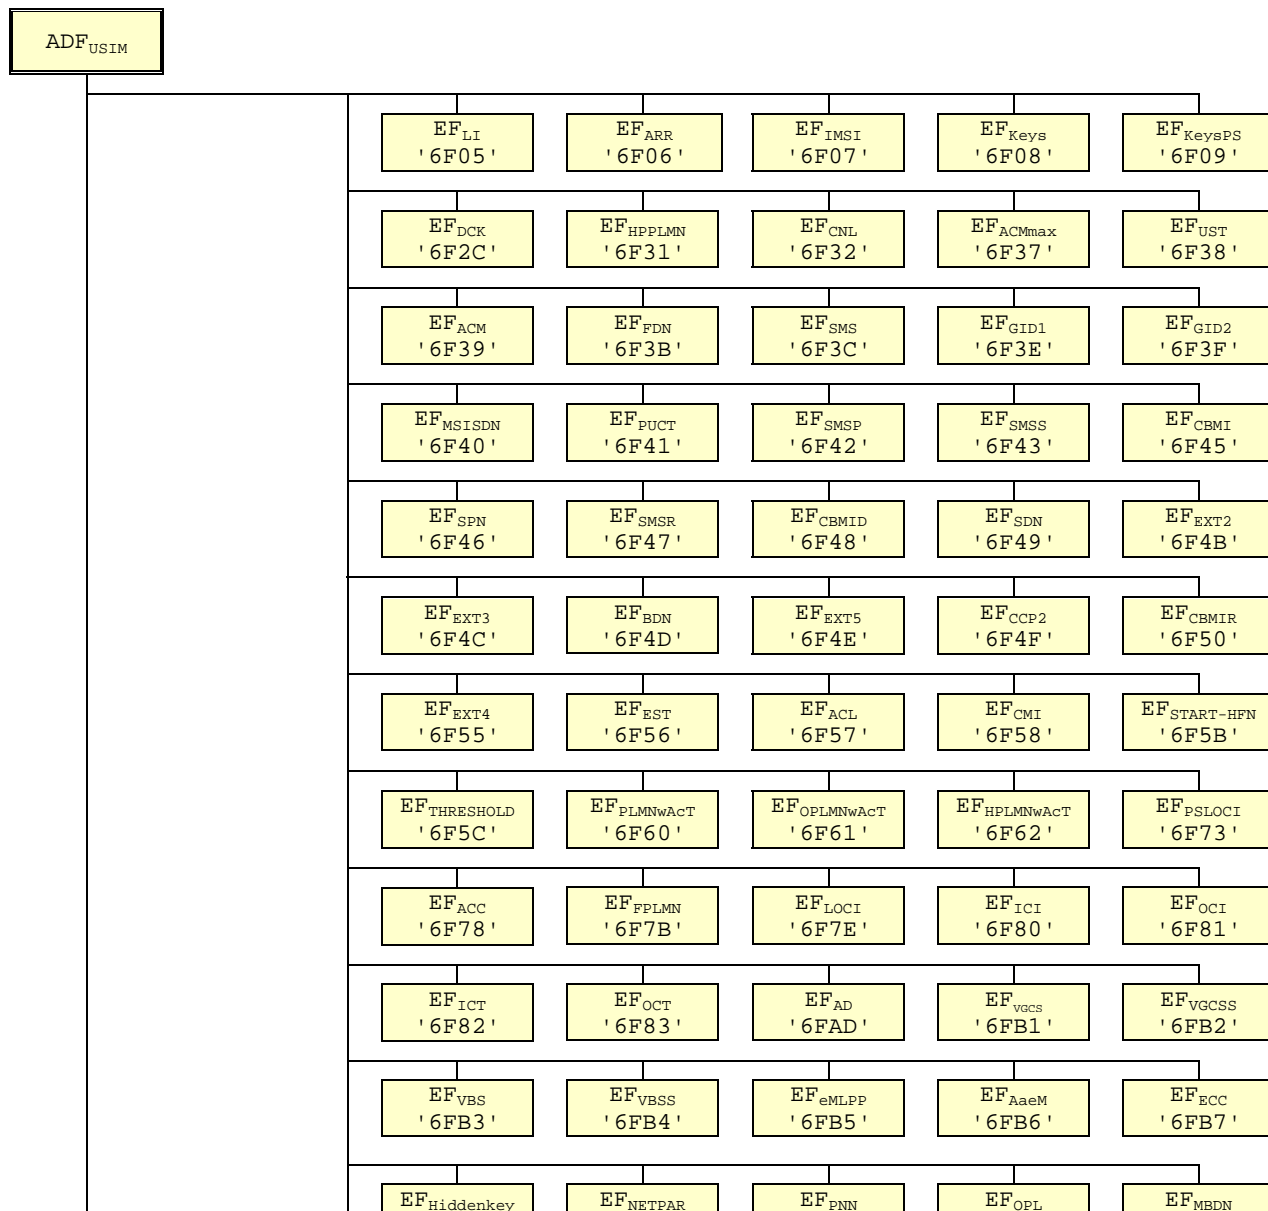 ADFUSIM
EFLI EFARR EFIMSI EFKeys EFKeysPS
'6F05' '6F06' '6F07' '6F08' '6F09'
EFDCK EFHPPLMN EFCNL EFACMmax EFUST
'6F2C' '6F31' '6F32' '6F37' '6F38'
EFACM EFFDN EFSMS EFGID1 EFGID2
'6F39' '6F3B' '6F3C' '6F3E' '6F3F'
EFMSISDN EFPUCT EFSMSP EFSMSS EFCBMI
'6F40' '6F41' '6F42' '6F43' '6F45'
EFSPN EFSMSR EFCBMID EFSDN EFEXT2
'6F46' '6F47' '6F48' '6F49' '6F4B'
EFEXT3 EFBDN EFEXT5 EFCCP2 EFCBMIR
'6F4C' '6F4D' '6F4E' '6F4F' '6F50'
EFEXT4 EFEST EFACL EFCMI EFSTART-HFN
'6F55' '6F56' '6F57' '6F58' '6F5B'
EFTHRESHOLD EFPLMNwAcT EFOPLMNwAcT EFHPLMNwAcT EFPSLOCI
'6F5C' '6F60' '6F61' '6F62' '6F73'
EFACC EFFPLMN EFLOCI EFICI EFOCI
'6F78' '6F7B' '6F7E' '6F80' '6F81'
EFICT EFOCT EFAD EFVGCS EFVGCSS
'6F82' '6F83' '6FAD' '6FB1' '6FB2'
EFVBS EFVBSS EFeMLPP EFAaeM EFECC
'6FB3' '6FB4' '6FB5' '6FB6' '6FB7'
EFHiddenkey EFNETPAR EFPNN EFOPL EFMBDN